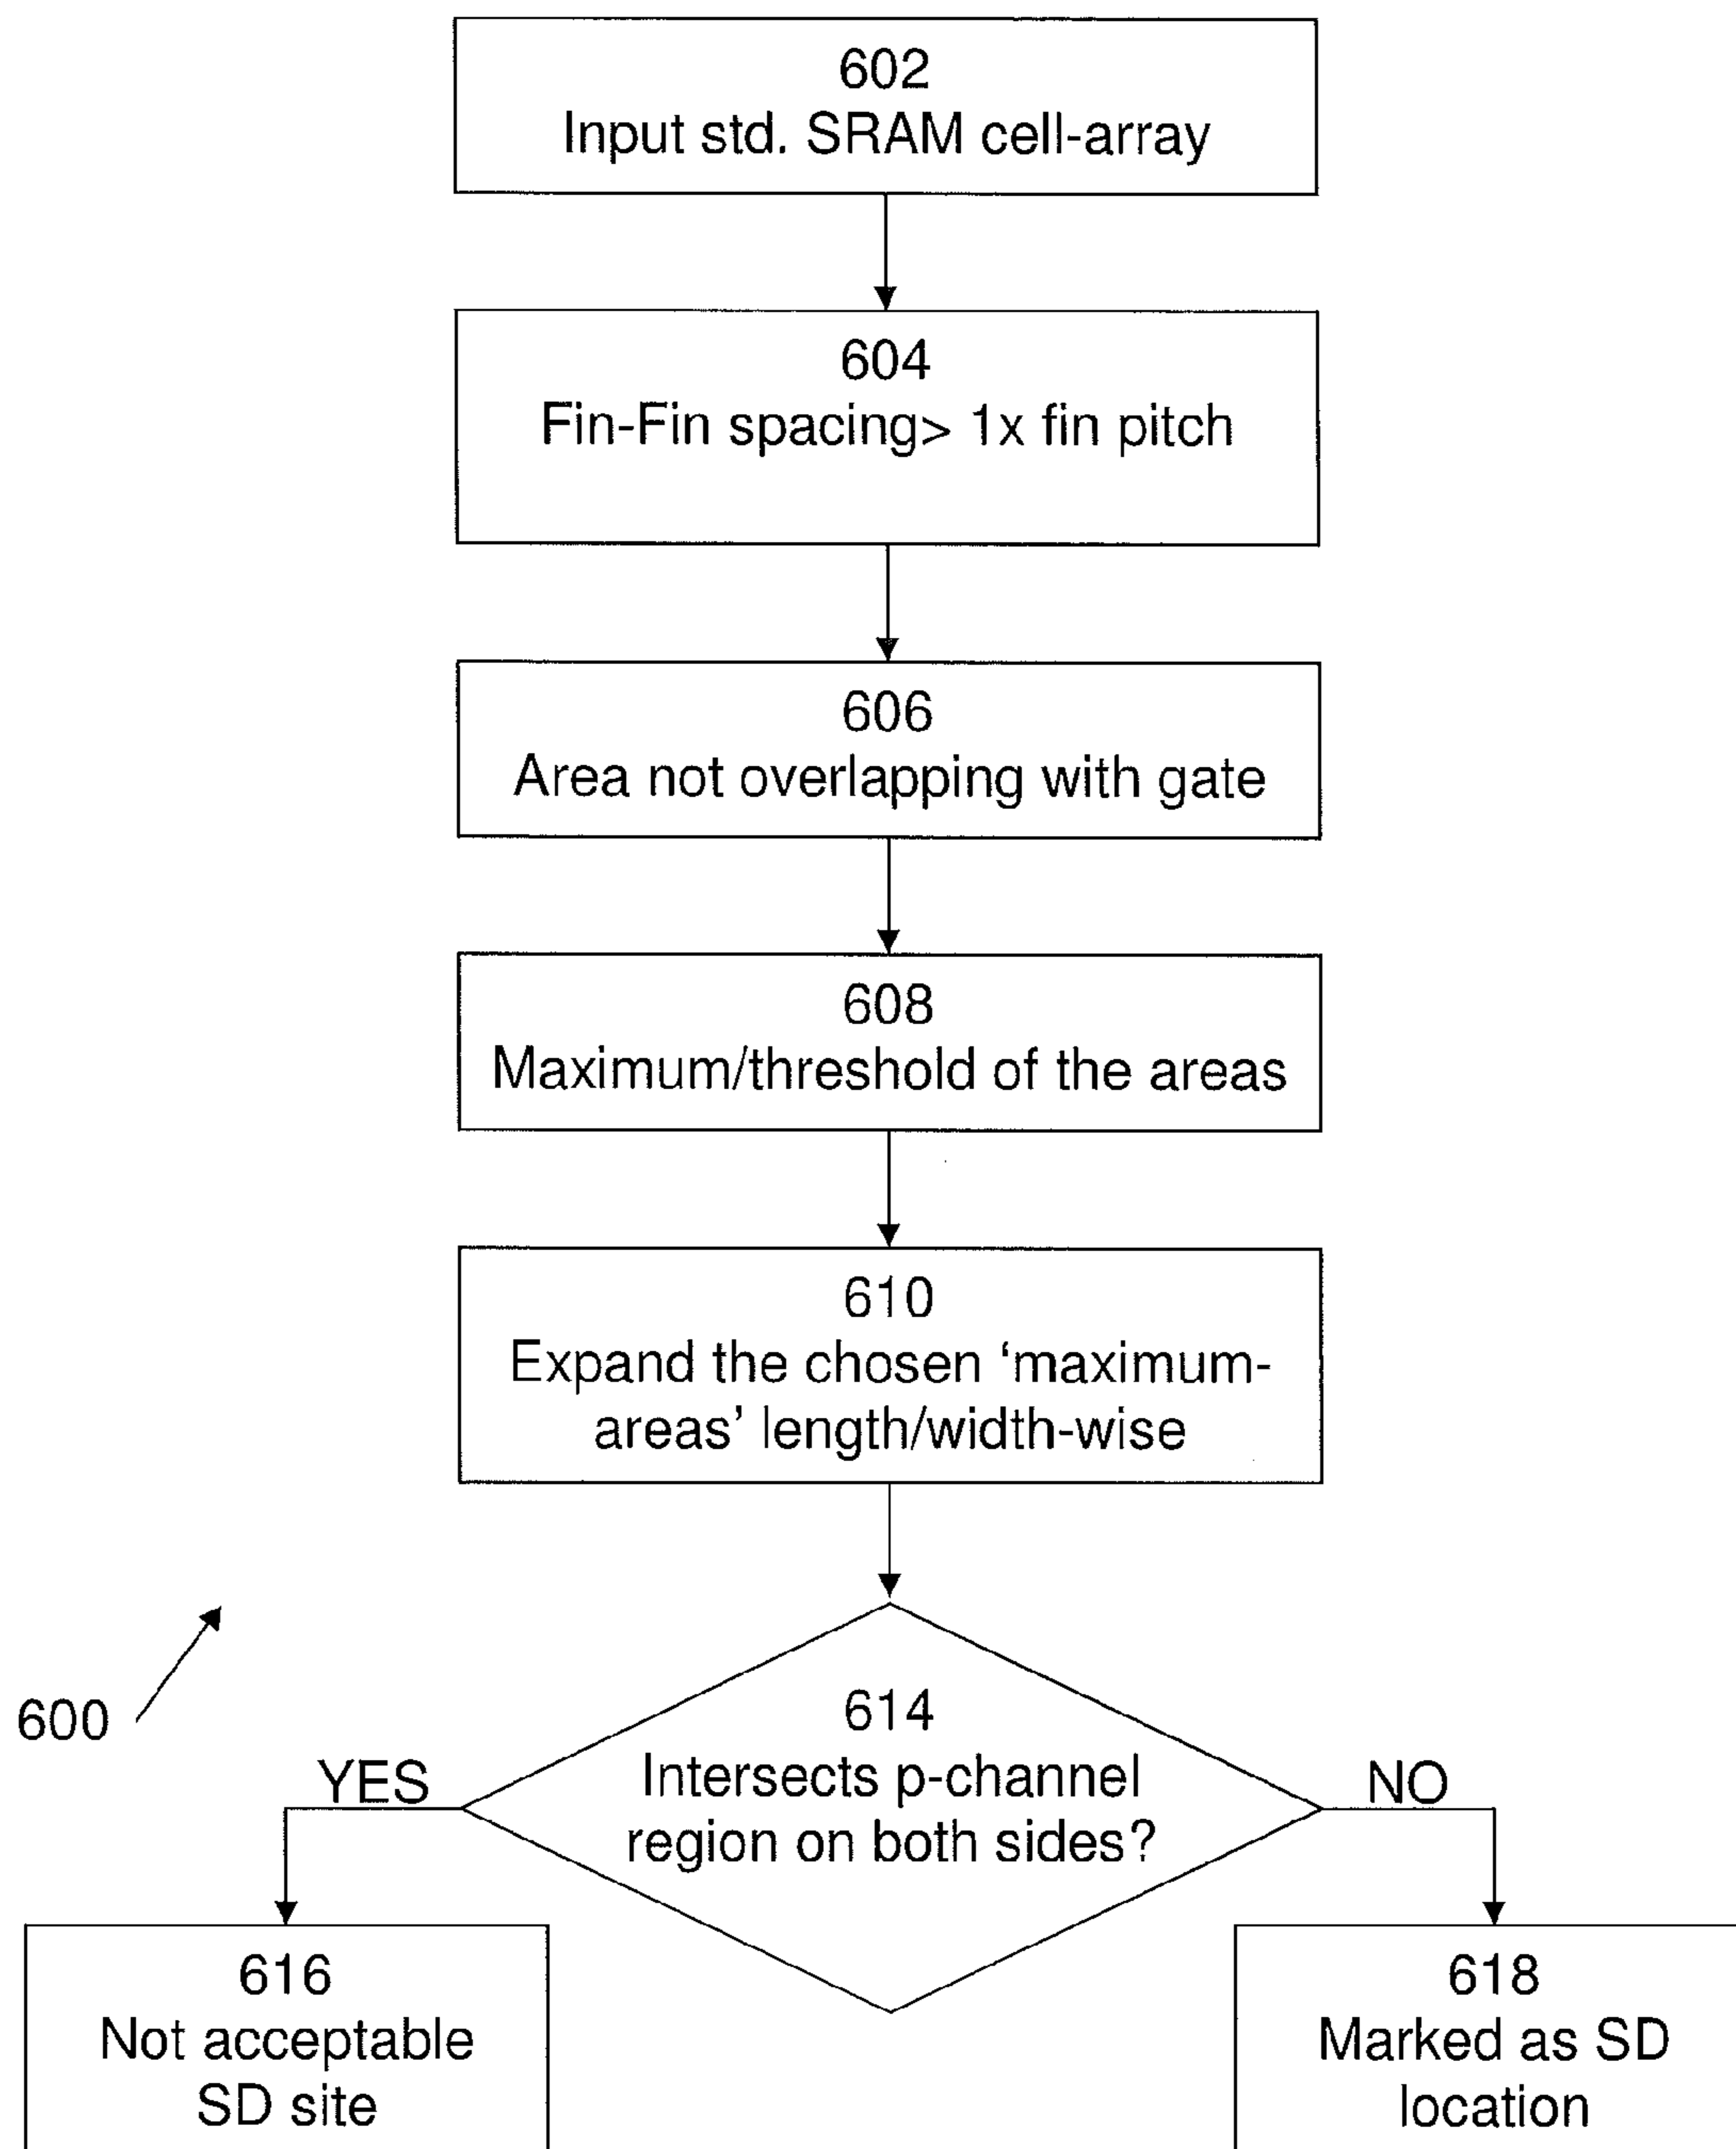 602
Input std. SRAM cell-array
604
Fin-Fin spacing> 1x fin pitch
606
Area not overlapping with gate
608
Maximum/threshold of the areas
610
Expand the chosen ‘maximum-
areas’ length/width-wise
600
614
Intersects p-channel
region on both sides?
YES
NO
616
Not acceptable
SD site
618
Marked as SD
location